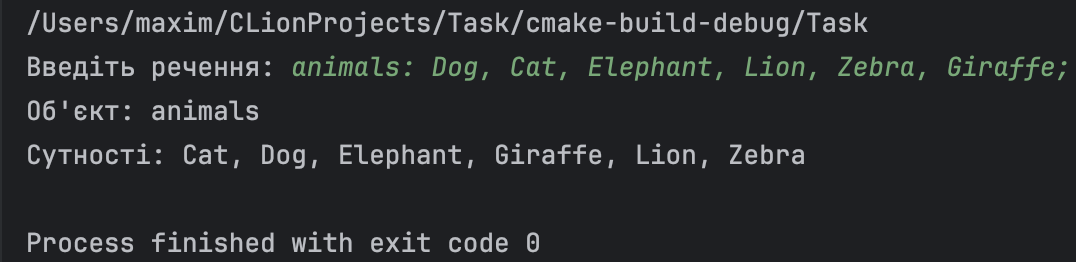 /Users/maxim/CLionProjects/Task/cmake-build-debug/Task
Введіть речення: animals: Dog, Cat, Elephant, Lion, Zebra, Giraffe;
Об'єкт: animals
Сутності: Cat, Dog, Elephant, Giraffe, Lion, Zebra
Process finished with exit code 0